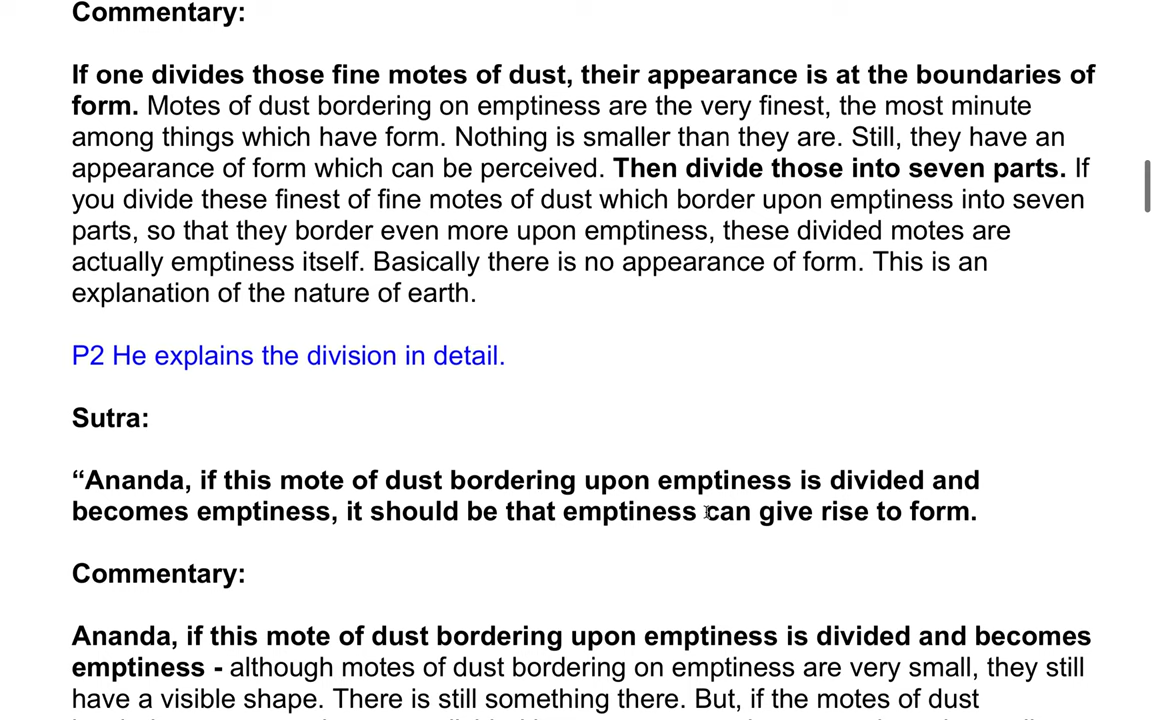 Commentary:
If one divides those fine motes of dust, their appearance is at the boundaries of
form. Motes of dust bordering on emptiness are the very finest, the most minute
among things which have form. Nothing is smaller than they are. Still, they have an
appearance of form which can be perceived. Then divide those into seven parts. If
you divide these finest of fine motes of dust which border upon emptiness into seven
parts, so that they border even more upon emptiness, these divided motes are
actually emptiness itself. Basically there is no appearance of form. This is an
explanation of the nature of earth.
P2 He explains the division in detail.
Sutra:
“Ananda, if this mote of dust bordering upon emptiness is divided and
becomes emptiness, it should be that emptiness can give rise to form.
Commentary:
Ananda, if this mote of dust bordering upon emptiness is divided and becomes
emptiness - although motes of dust bordering on emptiness are very small, they still
have a visible shape. There is still something there. But, if the motes of dust